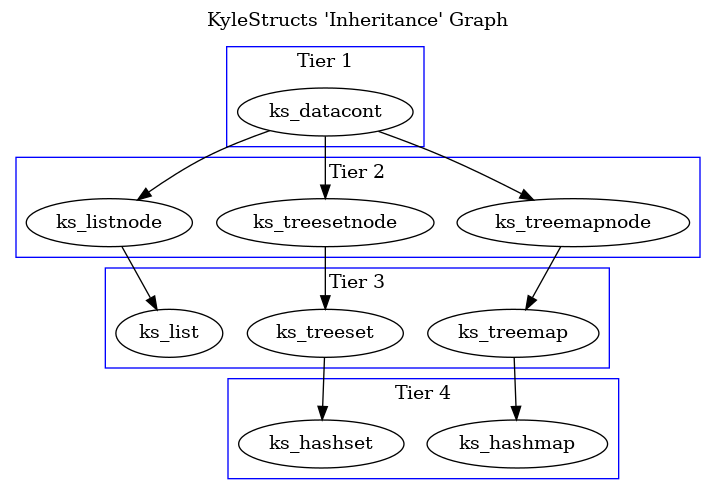 KyleStructs 'Inheritance' Graph
Tier 1
ks_datacont
Tier 2
ks_listnode
ks_treesetnode
ks_treemapnode
Tier 3
ks_list
ks_treeset
ks_treemap
Tier 4
ks_hashset
ks_hashmap